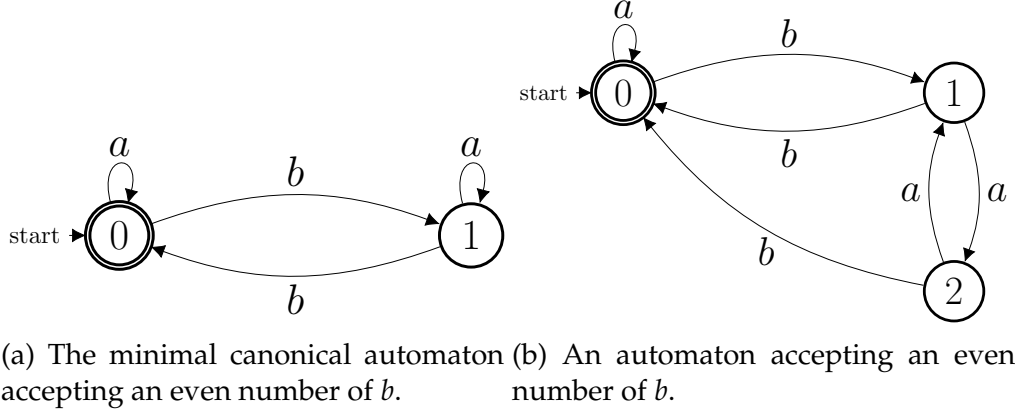 a
a
b
b
start
0
1
(a) The minimal canonical automaton
accepting an even number of b.
a
b
start
0
1
b
a
a
b
2
(b) An automaton accepting an even
number of b.